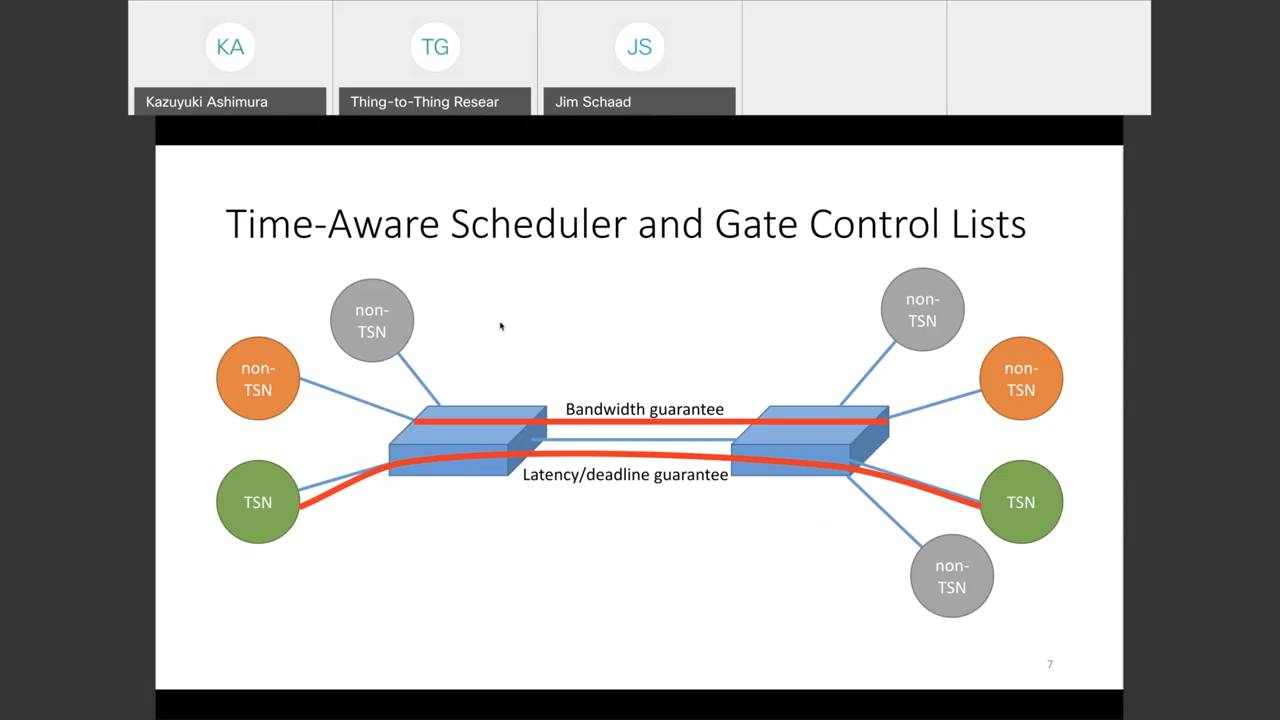 KA
TG
JS
Kazuyuki Ashimura
Thing-to-Thing Resear
Jim Schaad
Time-Aware Scheduler and Gate Control Lists
non-
TSN
non-
TSN
non-
TSN
non-
TSN
Bandwidth guarantee
Latency/deadline guarantee
TSN
TSN
non-
TSN
7